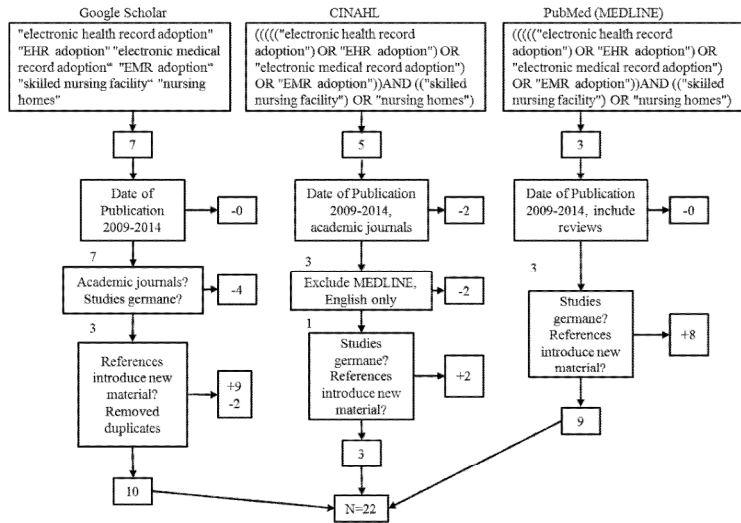 Google Scholar
"electronic health record adoption"
"EHR adoption" "electronic medical
record adoption“ "EMR adoption“
"skilled nursing facility“ "nursing
homes"
7
Date of
Publication
2009-2014
-0
7
Academic journals?
Studies germane?
-4
3
References
introduce new
material?
Removed
duplicates
+9
-2
10
CINAHL
((((("electronic health record
adoption") OR "EHR adoption") OR
"electronic medical record adoption")
OR "EMR adoption"))AND (("skilled
nursing facility") OR "nursing homes")
5
Date of Publication
2009-2014,
academic journals
-2
3
Exclude MEDLINE,
English only
-2
1
Studies
germane?
References
introduce new
material?
+2
3
N=22
PubMed (MEDLINE)
((((("electronic health record
adoption") OR "EHR adoption") OR
"electronic medical record adoption")
OR "EMR adoption"))AND (("skilled
nursing facility") OR "nursing homes")
3
Date of Publication
2009-2014, include
reviews
-0
3
Studies
germane?
References
introduce new
material?
+8
9